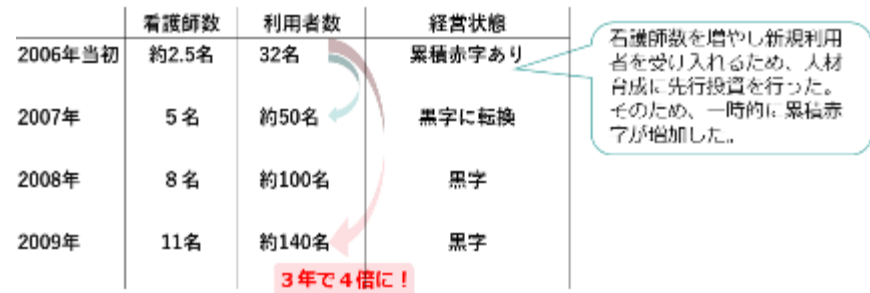 看護師数 利用者数 経営状態
2006年当初 約2.5名 32名 累積赤字あり
2007年 5名 約50名 黒字に転換
2008年 8名 約100名 黒字
2009年 11名 約140名 黒字
3年で4倍に！
看護師数を増やし新規利用
者を受け入れるため、人材
育成に先行投資を行った。
そのため、一時的に累積赤
字が増加した。